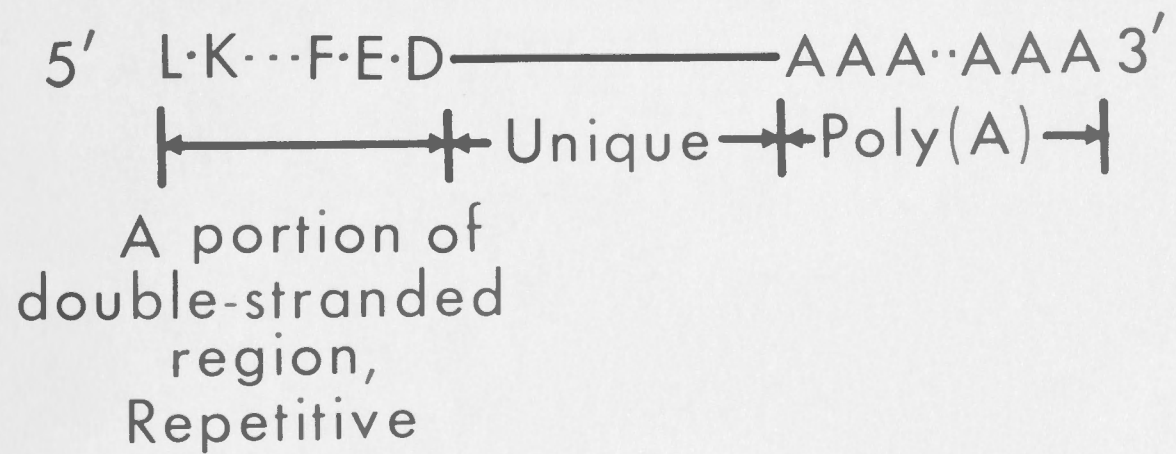 5' L·K---F·E·D AAA··AAA 3'
Unique Poly(A)
A portion of
double-stranded
region,
Repetitive